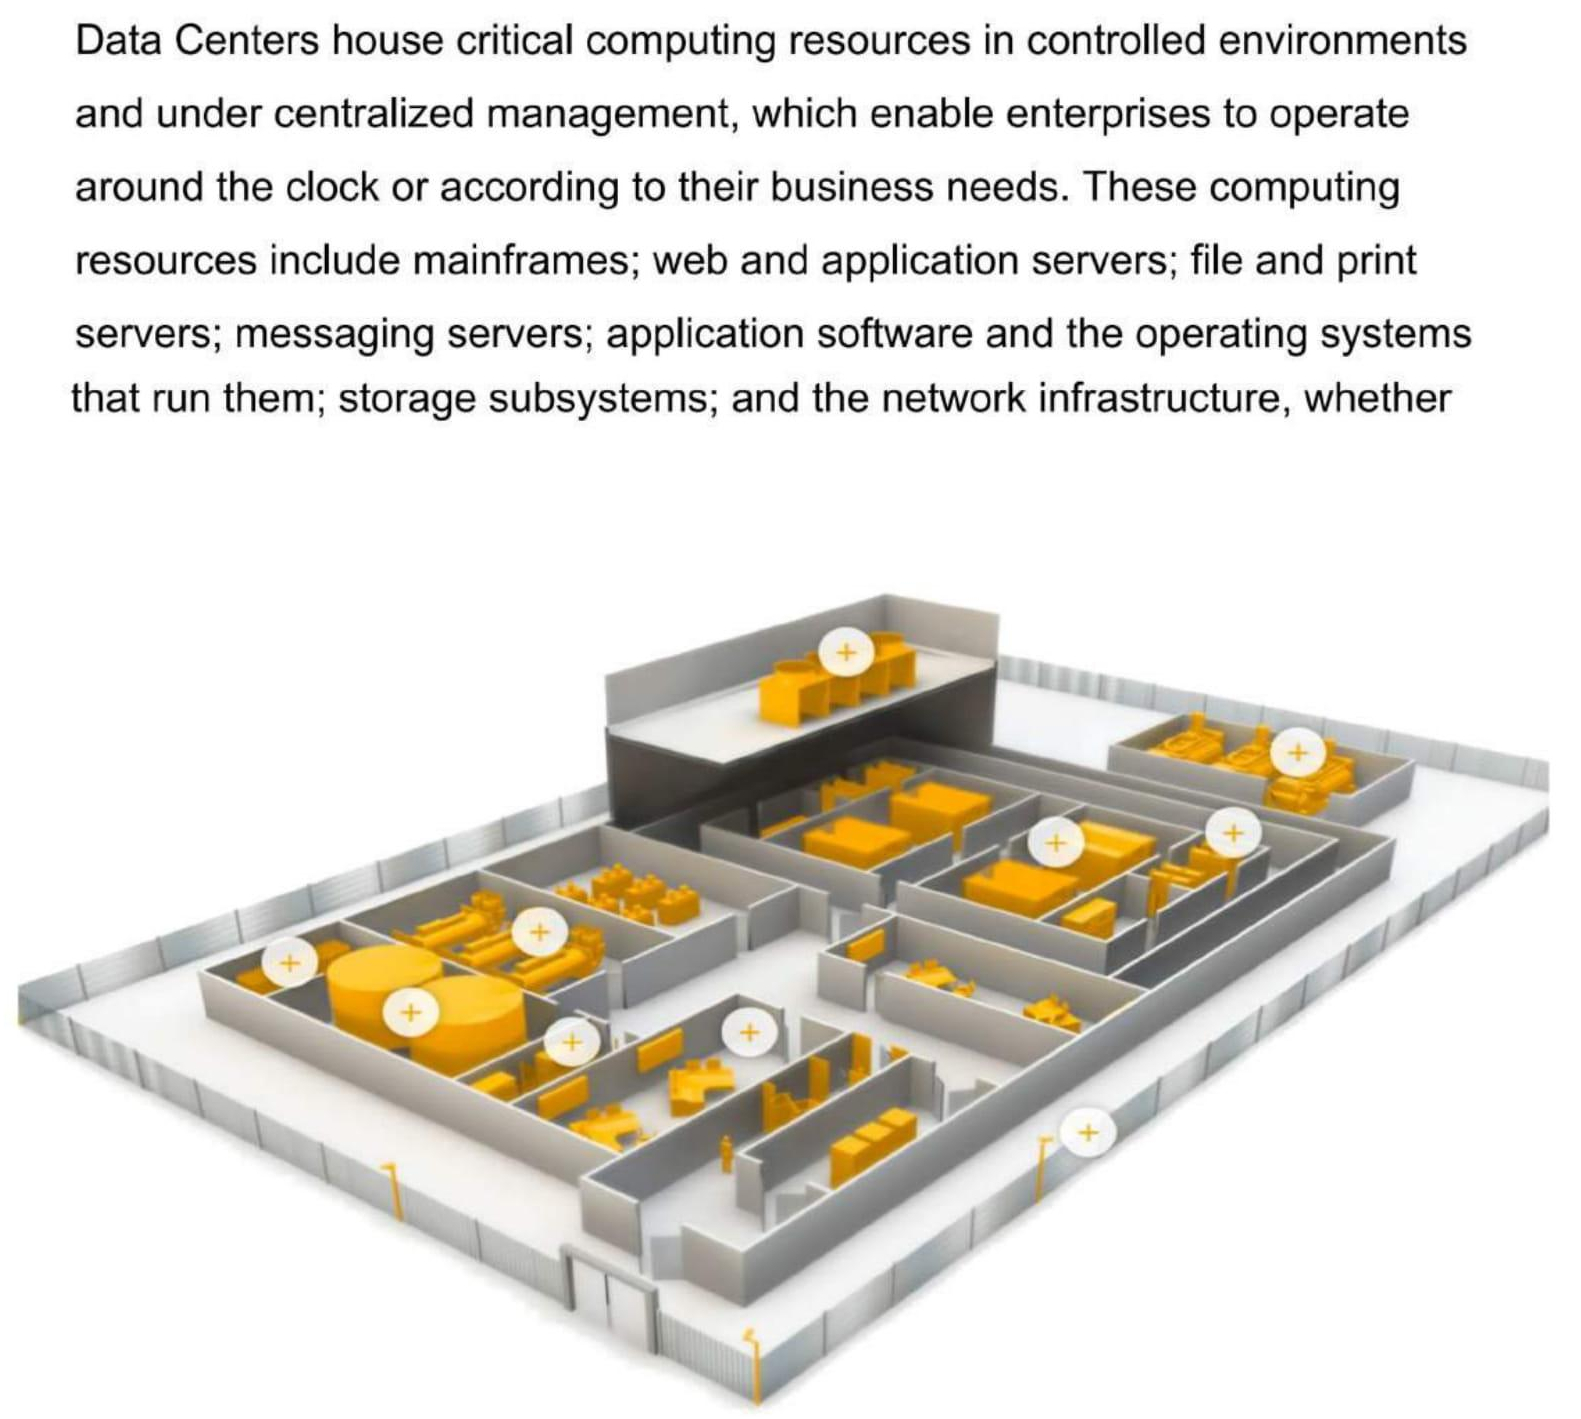 Data Centers house critical computing resources in controlled environments
and under centralized management, which enable enterprises to operate
around the clock or according to their business needs. These computing
resources include mainframes; web and application servers; file and print
servers; messaging servers; application software and the operating systems
that run them; storage subsystems; and the network infrastructure, whether